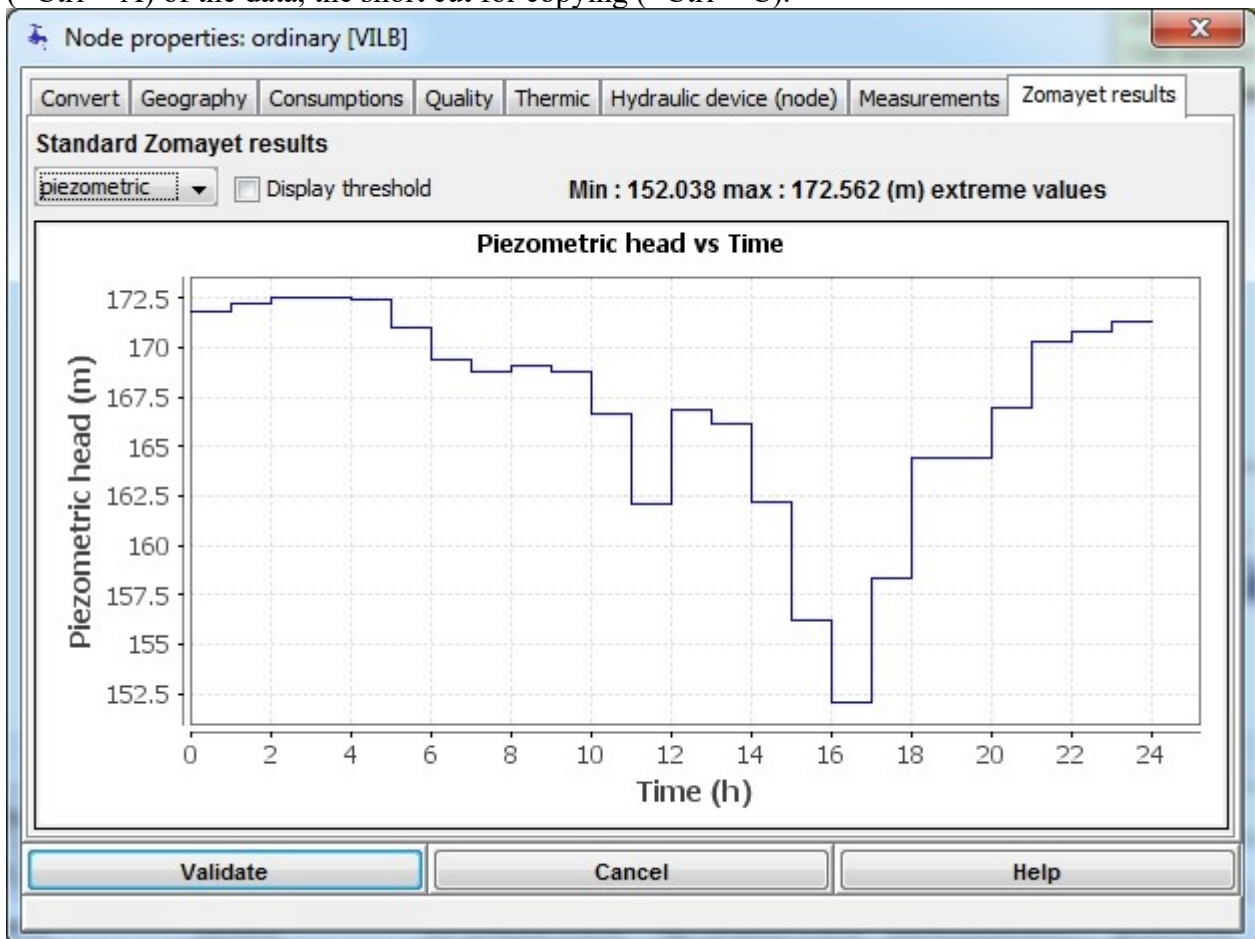 Node properties: ordinary [VILB]
Convert Geography Consumptions Quality Thermic Hydraulic device (node) Measurements Zomayet results
Standard Zomayet results
piezometric Display threshold Min : 152.038 max : 172.562 (m) extreme values
Piezometric head vs Time
172.5
170
167.5
165
162.5
160
157.5
155
152.5
Piezometric head (m)
0 2 4 6 8 10 12 14 16 18 20 22 24
Time (h)
Validate Cancel Help